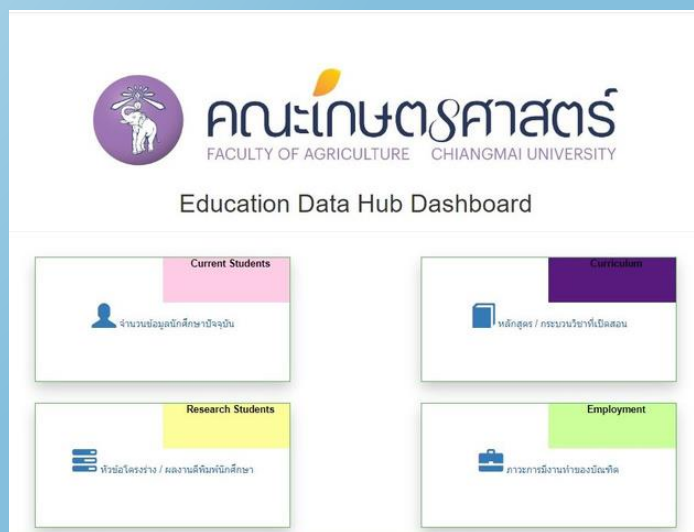 คณะเกษตรศาสตร์
FACULTY OF AGRICULTURE CHIANGMAI UNIVERSITY
Education Data Hub Dashboard
Current Students
จำนวนข้อมูลนักศึกษาปัจจุบัน
Curriculum
หลักสูตร / กระบวนวิชาที่เปิดสอน
Research Students
หัวข้อโครงร่าง / ผลงานตีพิมพ์นักศึกษา
Employment
ภาวะการมีงานทำของบัณฑิต